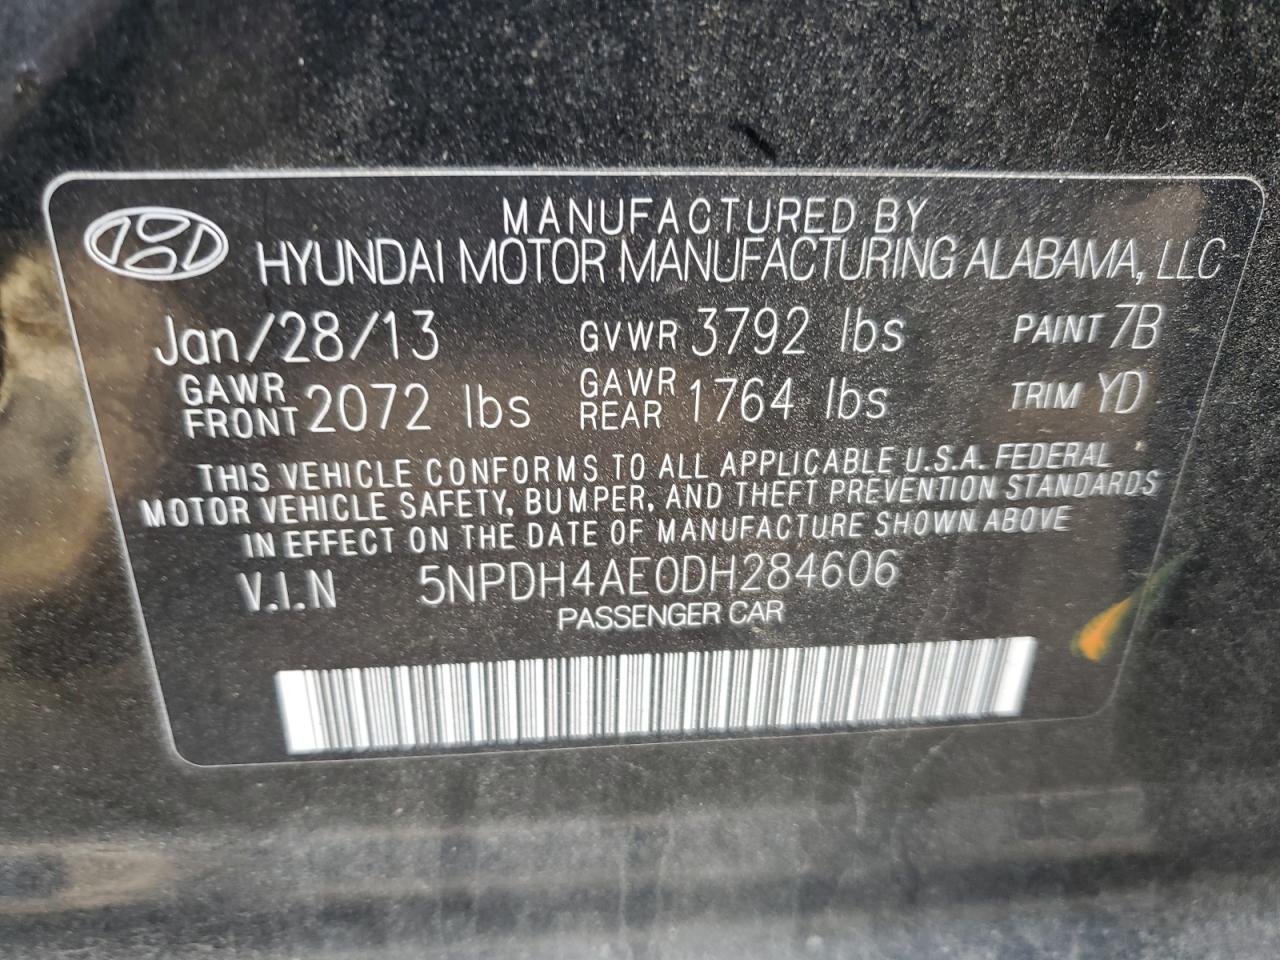 MANUFACTURED BY
HYUNDAI MOTOR MANUFACTURING ALABAMA, LLC
Jan/28/13 GVWR 3792 lbs PAINT 7B
GAWR FRONT 2072 lbs GAWR REAR 1764 lbs TRIM YD
THIS VEHICLE CONFORMS TO ALL APPLICABLE U.S.A. FEDERAL
MOTOR VEHICLE SAFETY, BUMPER, AND THEFT PREVENTION STANDARDS
IN EFFECT ON THE DATE OF MANUFACTURE SHOWN ABOVE
V.I.N 5NPDH4AE0DH284606
PASSENGER CAR